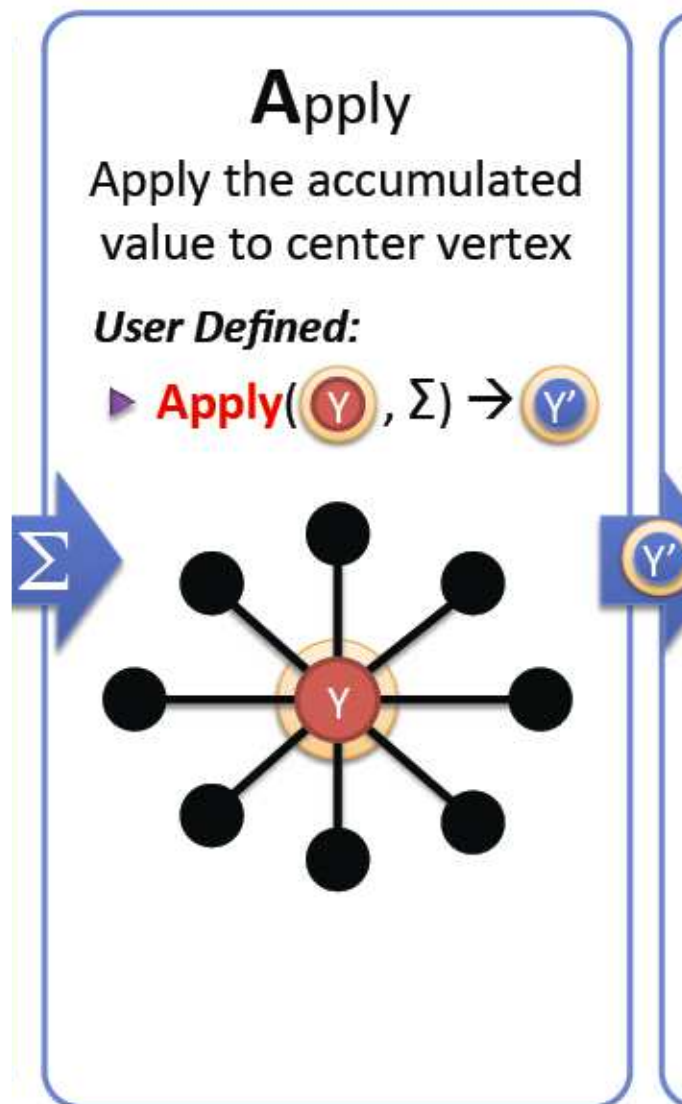 Apply
Apply the accumulated
value to center vertex
User Defined:
▶ Apply( Y , Σ) → Y’
Σ
Y’
Y